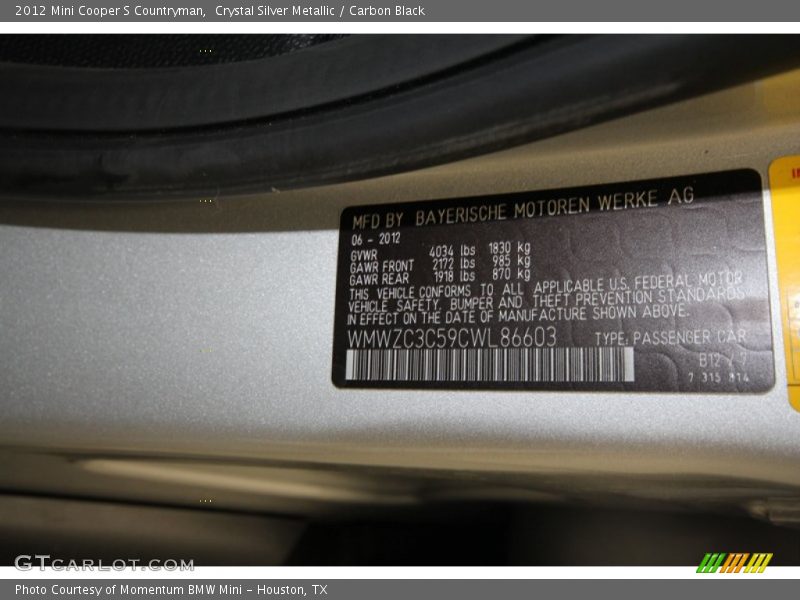 2012 Mini Cooper S Countryman,  Crystal Silver Metallic / Carbon Black
MFD BY BAYERISCHE MOTOREN WERKE AG
06 - 2012
GVWR 4034 lbs 1830 kg
GAWR FRONT 2172 lbs 985 kg
GAWR REAR 1918 lbs 870 kg
THIS VEHICLE CONFORMS TO ALL APPLICABLE U.S. FEDERAL MOTOR
VEHICLE SAFETY, BUMPER AND THEFT PREVENTION STANDARDS
IN EFFECT ON THE DATE OF MANUFACTURE SHOWN ABOVE.
WMWZC3C59CWL86603 TYPE: PASSENGER CAR
B12 / 7
7 315 814
GTcarlot.com
Photo Courtesy of Momentum BMW Mini - Houston, TX